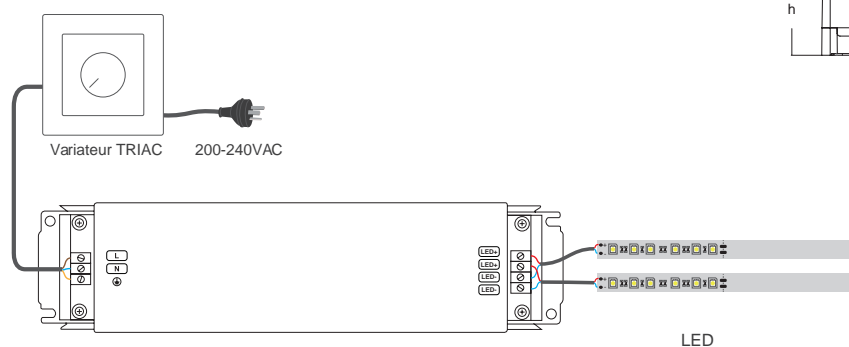 h
Variateur TRIAC
200-240VAC
L
N
LED+
LED+
LED-
LED-
LED